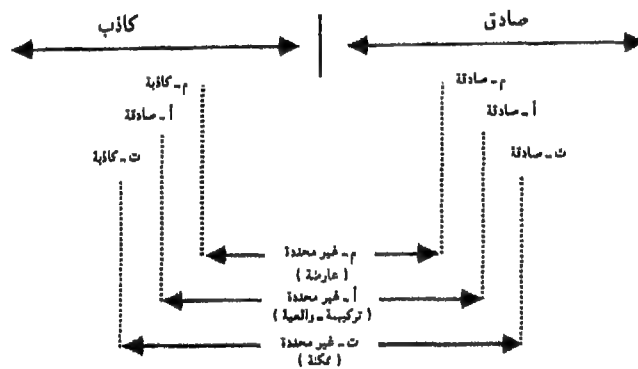 صادق
كاذب
م - صادقة
م - كاذبة
أ - صادقة
أ - صادقة
ت - صادقة
ت - كاذبة
م - غير محددة
( عارضة )
أ - غير محددة
( تركيبية - واقعية )
ت - غير محددة
( ممكنة )